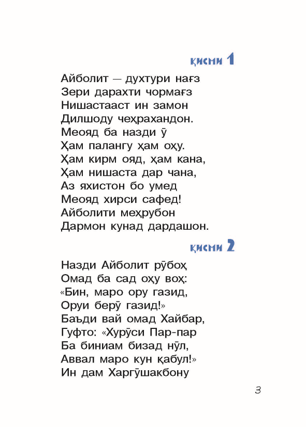 ҚИСМИ 1
Айболит — духтури нағз
Зери дарахти чормағз
Нишастааст ин замон
Дилшоду чеҳрахандон.
Меояд ба назди ӯ
Ҳам палангу ҳам оҳу.
Ҳам кирм ояд, ҳам кана,
Ҳам нишаста дар чана,
Аз яхистон бо умед
Меояд хирси сафед!
Айболити меҳрубон
Дармон кунад дардашон.
ҚИСМИ 2
Назди Айболит рӯбоҳ
Омад ба сад оҳу воҳ:
«Бин, маро ору газид,
Оруи берӯ газид!»
Баъди вай омад Хайбар,
Гуфто: «Хурӯси Пар-пар
Ба биниам бизад нӯл,
Аввал маро кун қабул!»
Ин дам Харгӯшакбону
3